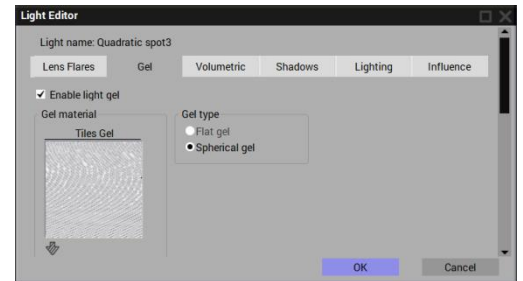 Light Editor
Light name: Quadratic spot3
Lens Flares Gel Volumetric Shadows Lighting Influence
Enable light gel
Gel material Gel type
Tiles Gel Flat gel
Spherical gel
OK Cancel